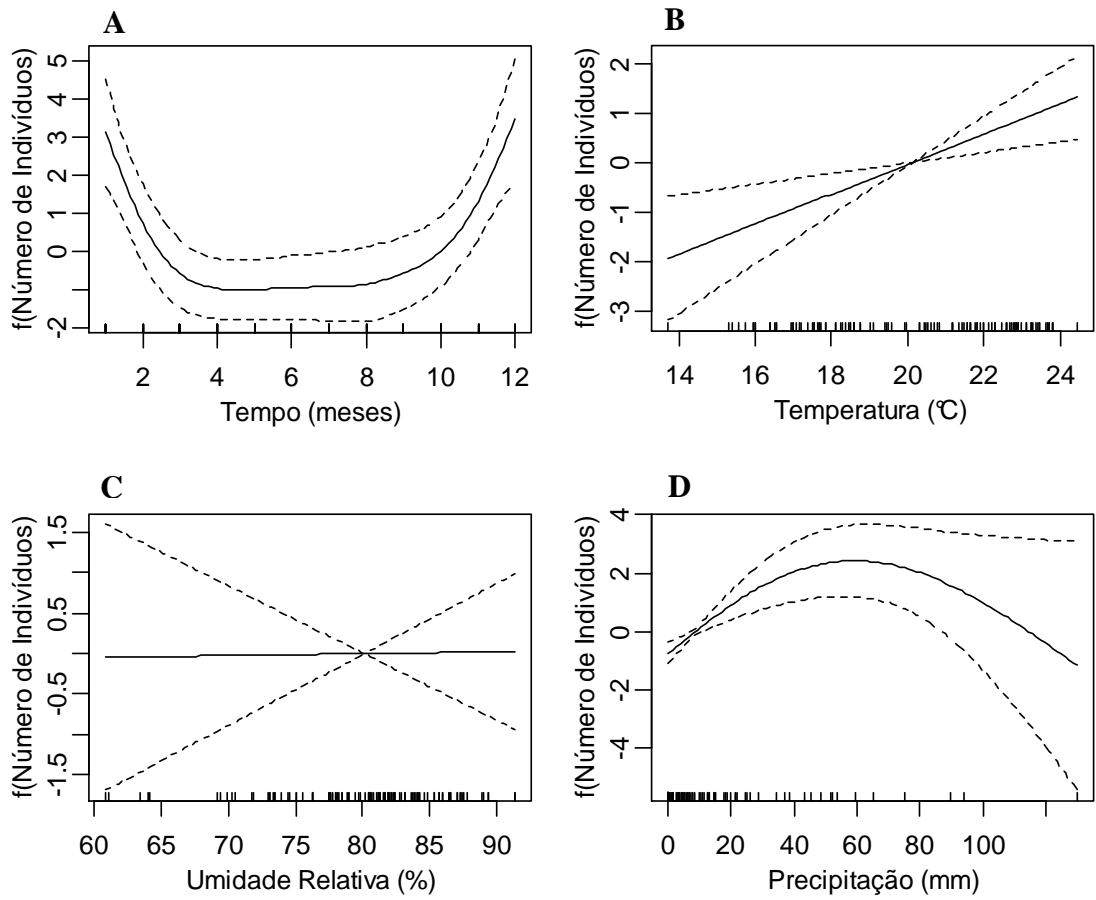 A
f(Número de Indivíduos)
5
4
3
2
1
0
-2
2 4 6 8 10 12
Tempo (meses)
B
f(Número de Indivíduos)
2
1
0
-1
-2
-3
14 16 18 20 22 24
Temperatura (°C)
C
f(Número de Indivíduos)
1.5
0.5
-0.5
-1.5
60 65 70 75 80 85 90
Umidade Relativa (%)
D
f(Número de Indivíduos)
4
2
0
-2
-4
0 20 40 60 80 100
Precipitação (mm)